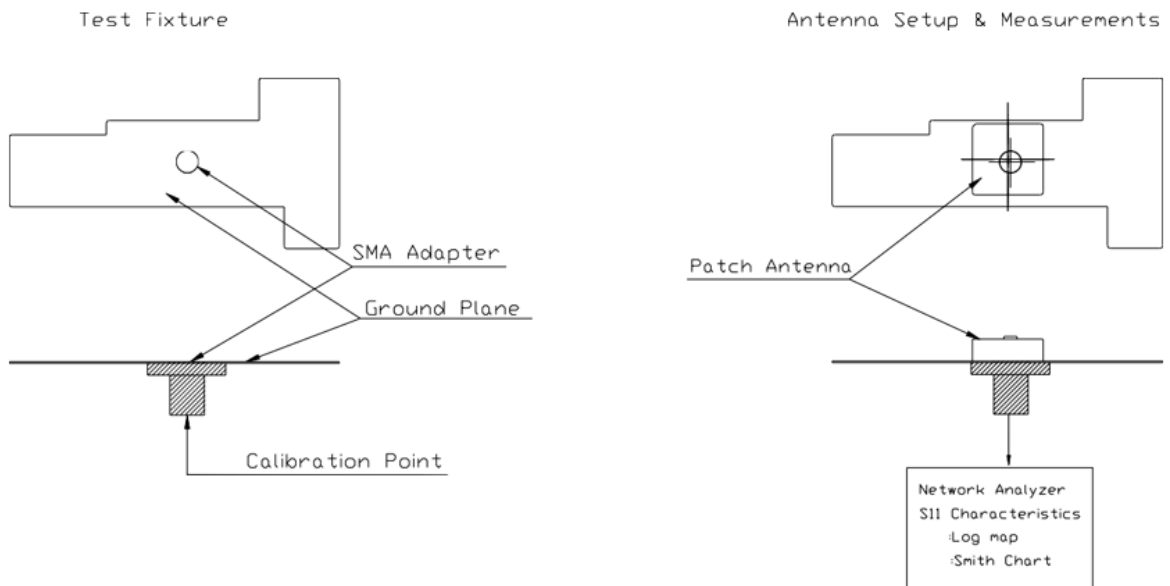 Test Fixture
Antenna Setup & Measurements
SMA Adapter
Ground Plane
Calibration Point
Patch Antenna
Network Analyzer
S11 Characteristics
:Log map
:Smith Chart